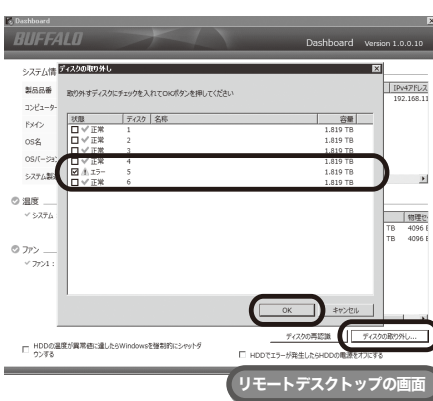 Dashboard
BUFFALO
Dashboard Version 1.0.0.10
システム情
ディスクの取り外し
製品品番
取り外すディスクにチェックを入れてOKボタンを押してください
IPv4アドレス
コンピューター
192.168.11
状態 ディスク 名称 容量
ドメイン
正常 1 1.819 TB
正常 2 1.819 TB
OS名
正常 3 1.819 TB
OSバージョン
正常 4 1.819 TB
エラー 5 1.819 TB
システム製造
正常 6 1.819 TB
温度
システム
物理セ
TB 4096 B
TB 4096 B
ファン
ファン1 :
OK キャンセル
ディスクの再認識 ディスクの取り外し...
HDDの温度が異常値に達したらWindowsを強制的にシャットダ
ウンする
HDDでエラーが発生したらHDDの電源をオフにする
リモートデスクトップの画面